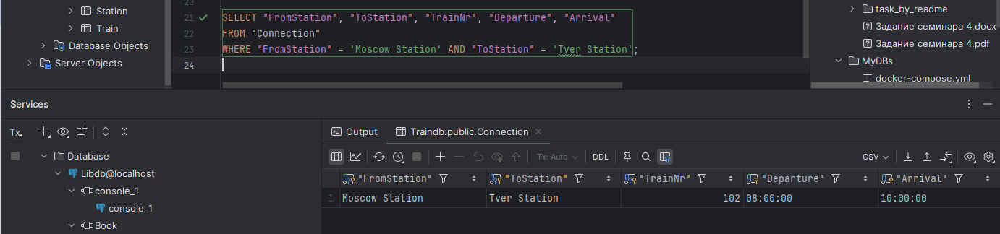 Station
Train
Database Objects
Server Objects
20
21 SELECT "FromStation", "ToStation", "TrainNr", "Departure", "Arrival"
22 FROM "Connection"
23 WHERE "FromStation" = 'Moscow Station' AND "ToStation" = 'Tver Station';
24
task_by_readme
Задание семинара 4.docx
Задание семинара 4.pdf
MyDBs
docker-compose.yml
Services
Tx
Database
Libdb@localhost
console_1
console_1
Book
Output Traindb.public.Connection
Tx: Auto DDL CSV
"FromStation" "ToStation" "TrainNr" "Departure" "Arrival"
1 Moscow Station Tver Station 102 08:00:00 10:00:00